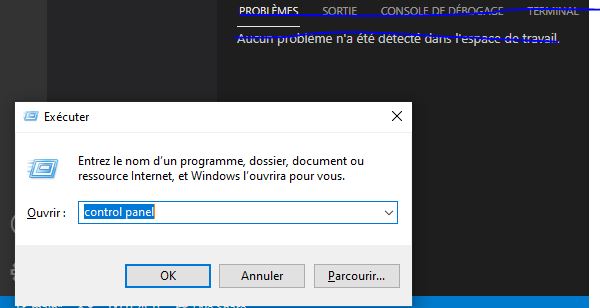 PROBLÈMES SORTIE CONSOLE DE DÉBOGAGE TERMINAL
Aucun problème n'a été détecté dans l'espace de travail.
Exécuter
Entrez le nom d'un programme, dossier, document ou
ressource Internet, et Windows l'ouvrira pour vous.
Ouvrir : control panel
OK Annuler Parcourir...